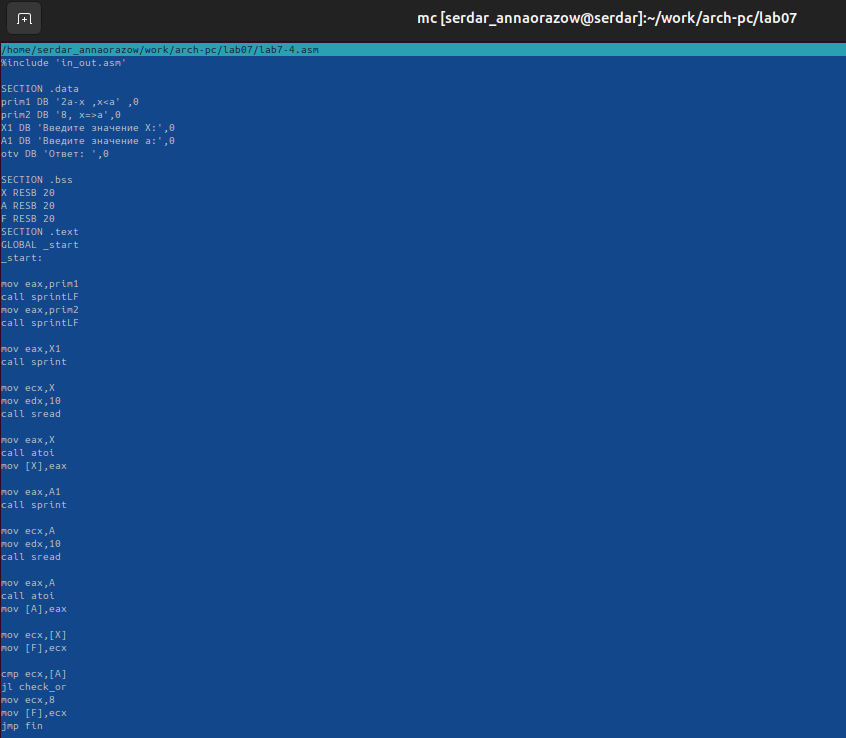 mc [serdar_annaorazow@serdar]:~/work/arch-pc/lab07
/home/serdar_annaorazow/work/arch-pc/lab07/lab7-4.asm
%include 'in_out.asm'
SECTION .data
prim1 DB '2a-x ,x<a' ,0
prim2 DB '8, x=>a',0
X1 DB 'Введите значение X:',0
A1 DB 'Введите значение a:',0
otv DB 'Ответ: ',0
SECTION .bss
X RESB 20
A RESB 20
F RESB 20
SECTION .text
GLOBAL _start
_start:
mov eax,prim1
call sprintLF
mov eax,prim2
call sprintLF
mov eax,X1
call sprint
mov ecx,X
mov edx,10
call sread
mov eax,X
call atoi
mov [X],eax
mov eax,A1
call sprint
mov ecx,A
mov edx,10
call sread
mov eax,A
call atoi
mov [A],eax
mov ecx,[X]
mov [F],ecx
cmp ecx,[A]
jl check_or
mov ecx,8
mov [F],ecx
jmp fin